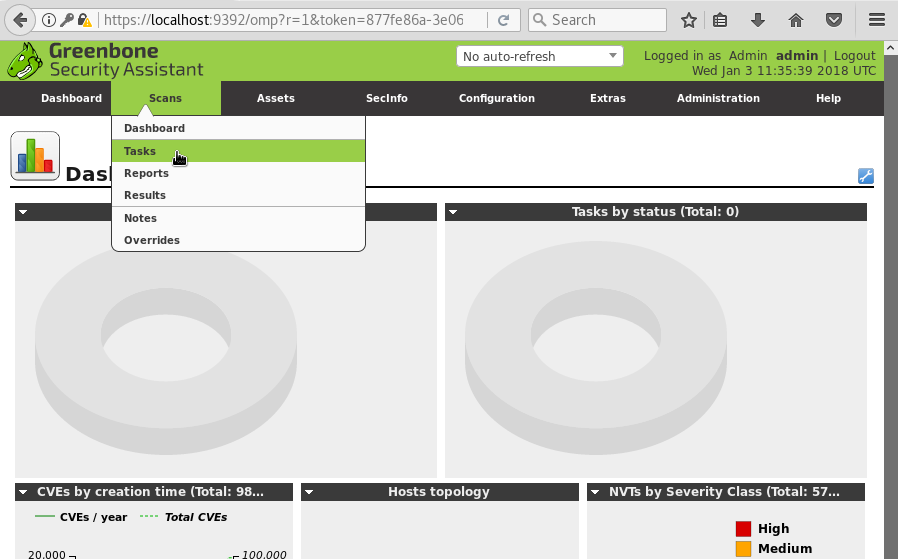 https://localhost:9392/omp?r=1&token=877fe86a-3e06
Search
Greenbone
Security Assistant
No auto-refresh
Logged in as Admin admin | Logout
Wed Jan 3 11:35:39 2018 UTC
Dashboard Scans Assets SecInfo Configuration Extras Administration Help
Dashboard
Tasks
Reports
Results
Notes
Overrides
Tasks by status (Total: 0)
CVEs by creation time (Total: 98...
CVEs / year Total CVEs
20,000 100,000
Hosts topology
NVTs by Severity Class (Total: 57...
High
Medium